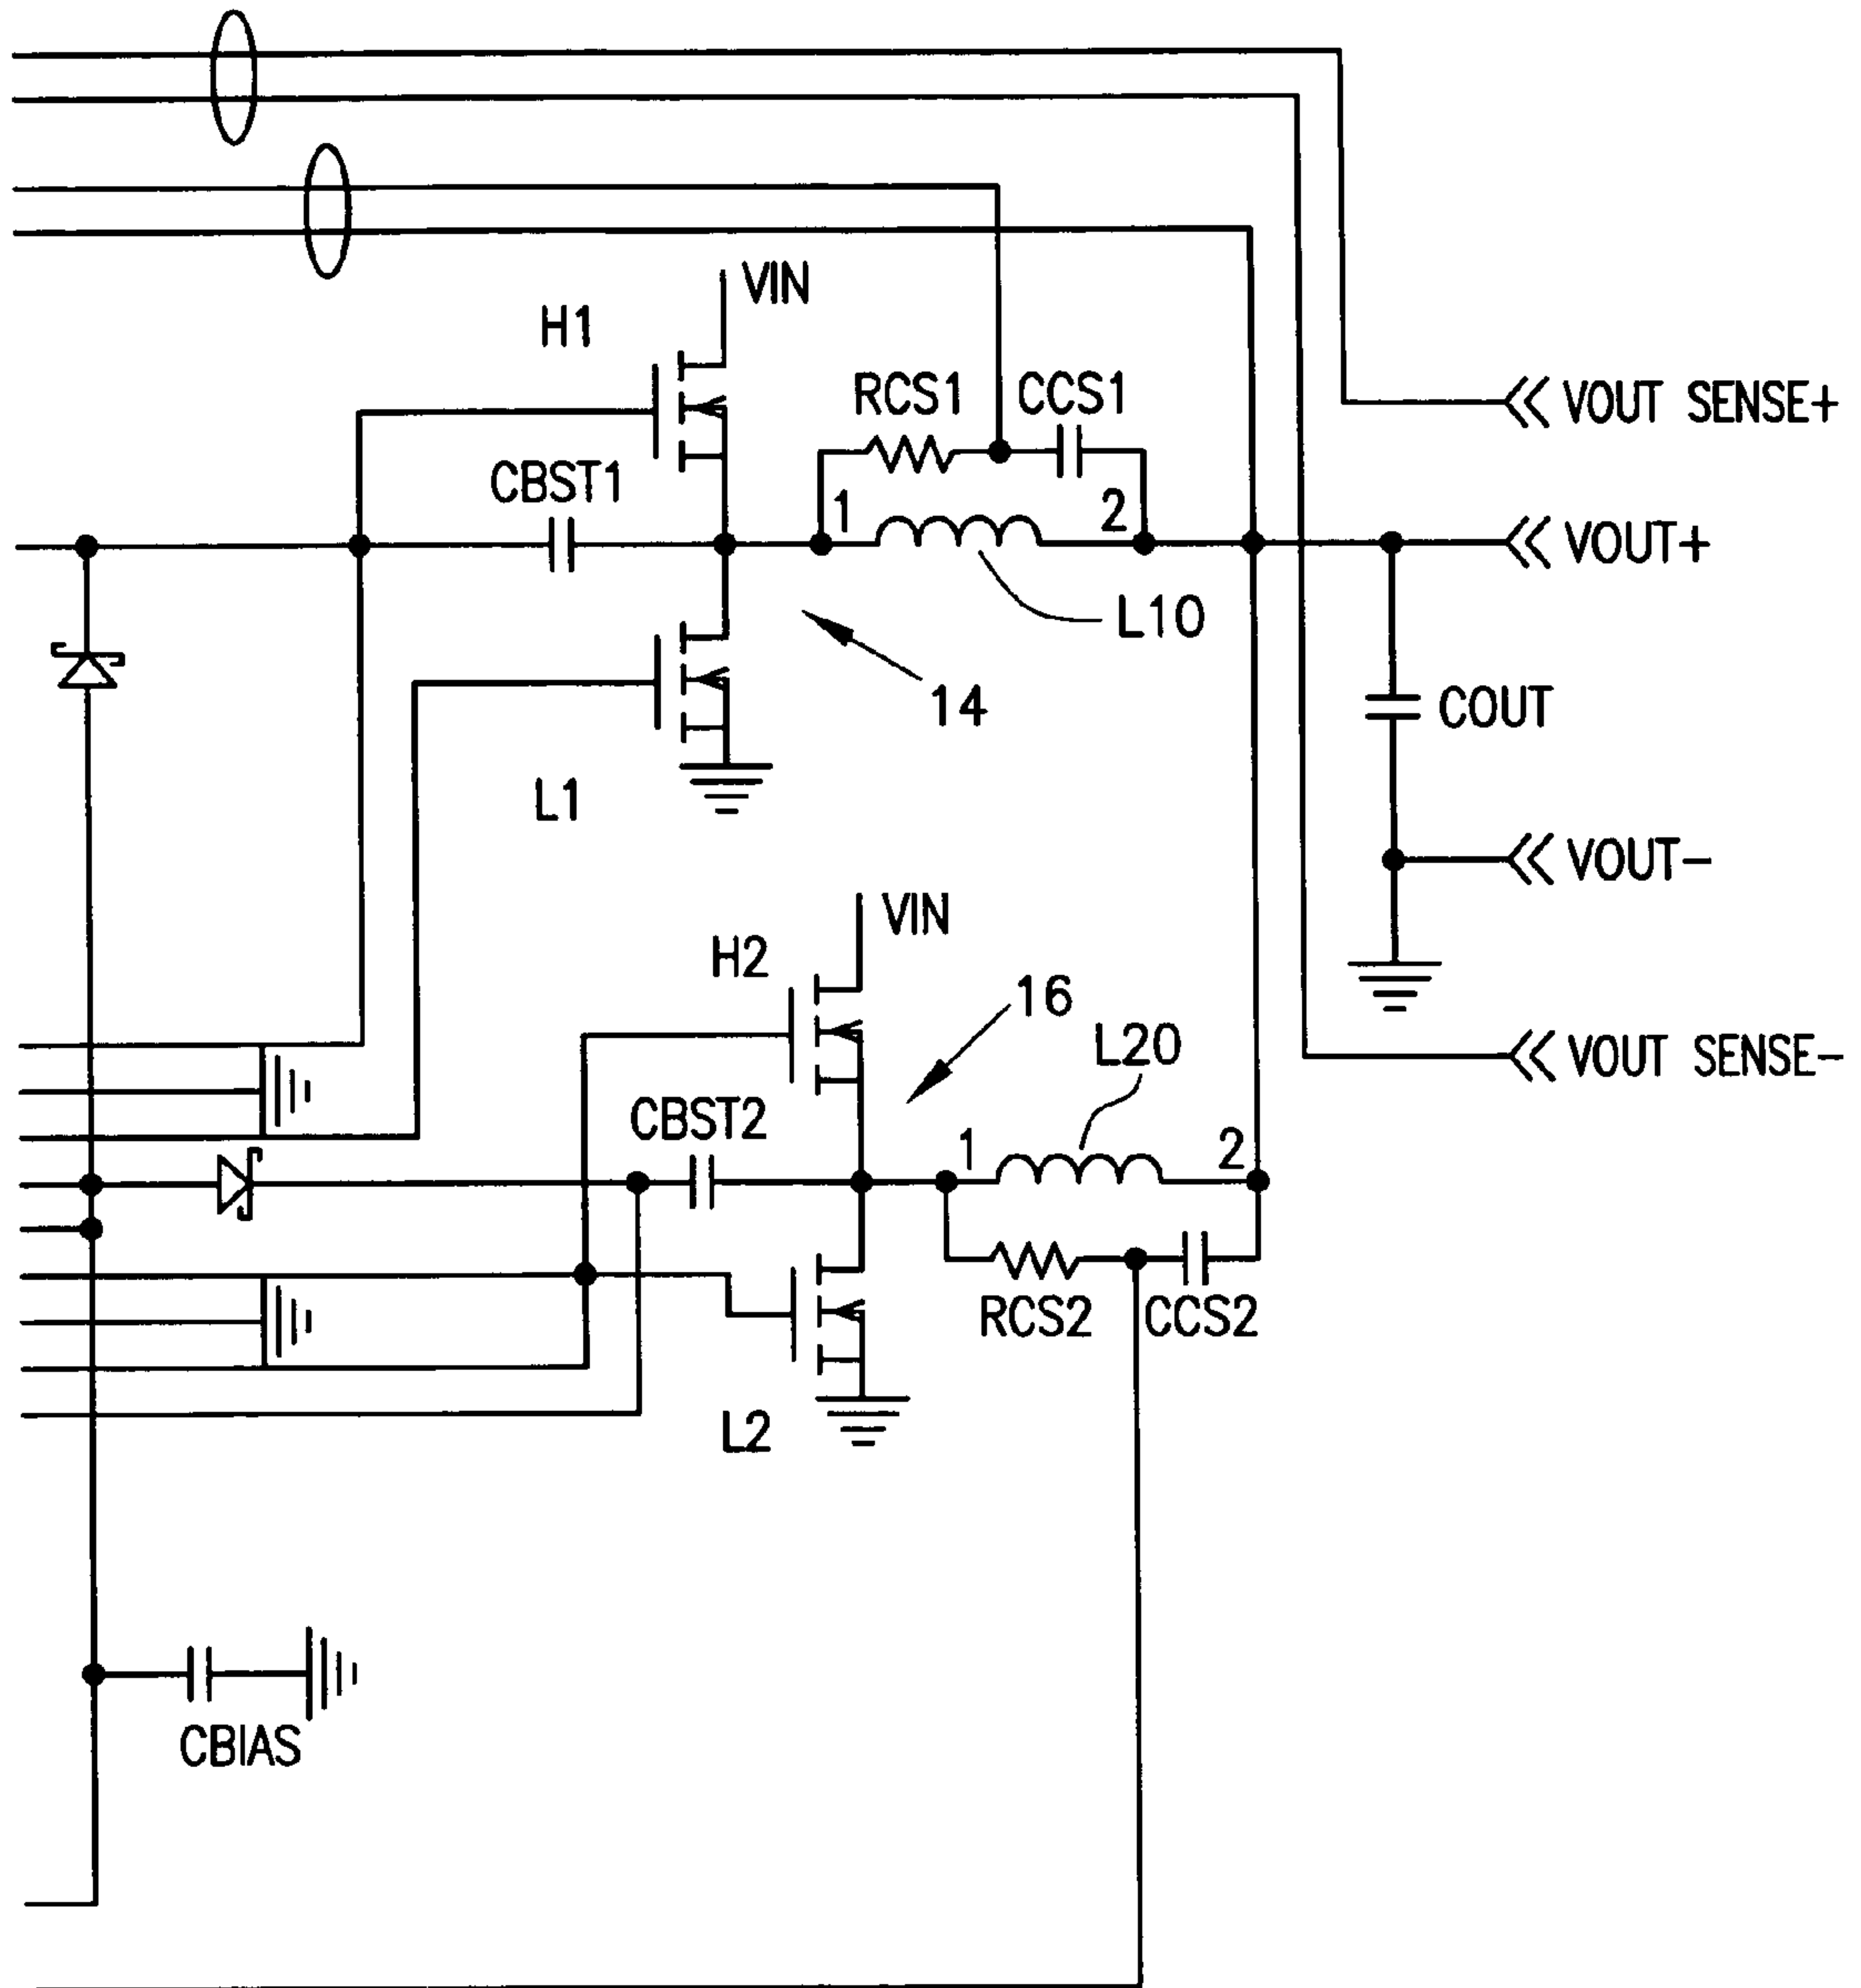 VIN
H1
RCS1 CCS1
VOUT SENSE+
CBST1
1 2
VOUT+
L10
14
COUT
L1
VOUT-
VIN
H2
16
L20
VOUT SENSE-
CBST2
1 2
RCS2 CCS2
L2
CBIAS